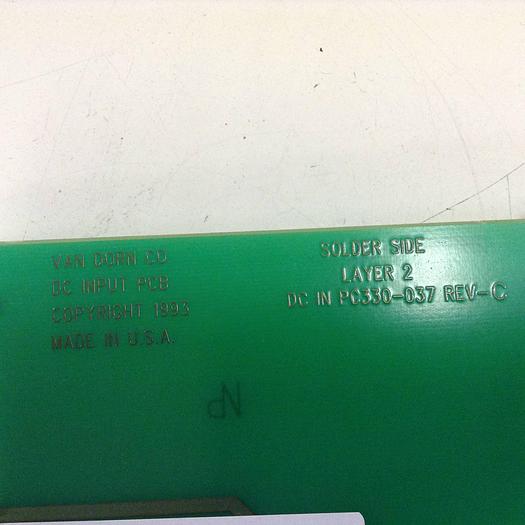 VAN DORN CO
DC INPUT PCB
COPYRIGHT 1993
MADE IN U.S.A.
SOLDER SIDE
LAYER 2
DC IN PC330-037 REV-C